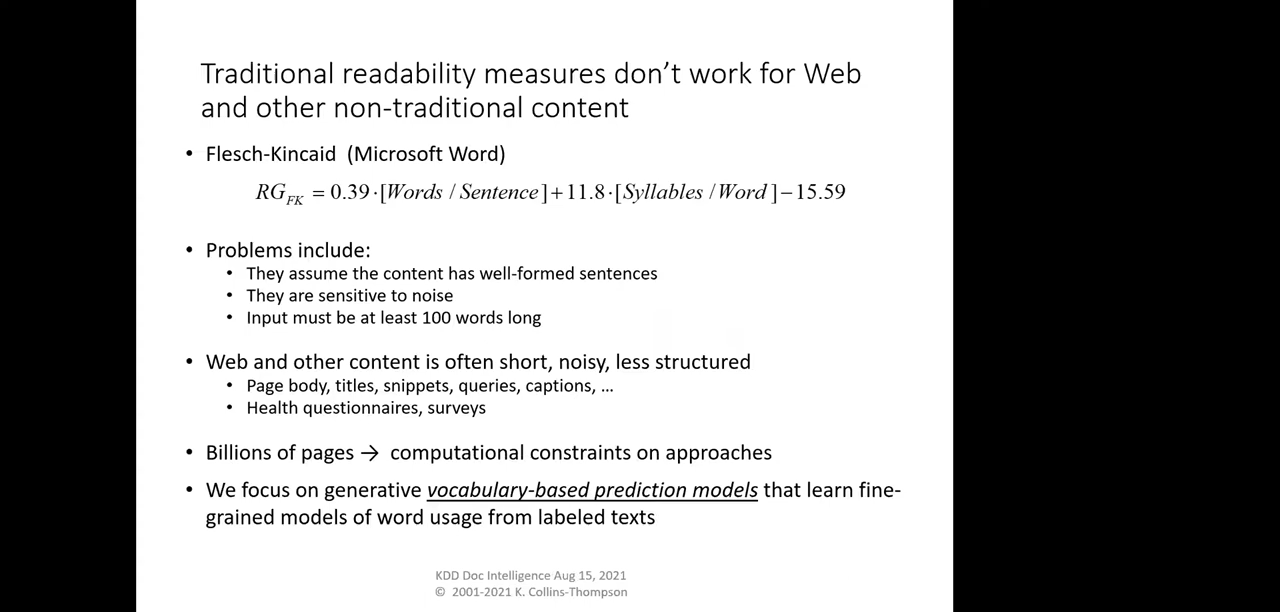 Traditional readability measures don’t work for Web
and other non-traditional content
• Flesch-Kincaid (Microsoft Word)
RG_FK = 0.39·[Words / Sentence]+11.8·[Syllables / Word]−15.59
• Problems include:
• They assume the content has well-formed sentences
• They are sensitive to noise
• Input must be at least 100 words long
• Web and other content is often short, noisy, less structured
• Page body, titles, snippets, queries, captions, ...
• Health questionnaires, surveys
• Billions of pages → computational constraints on approaches
• We focus on generative vocabulary-based prediction models that learn fine-
grained models of word usage from labeled texts
KDD Doc Intelligence Aug 15, 2021
© 2001-2021 K. Collins-Thompson